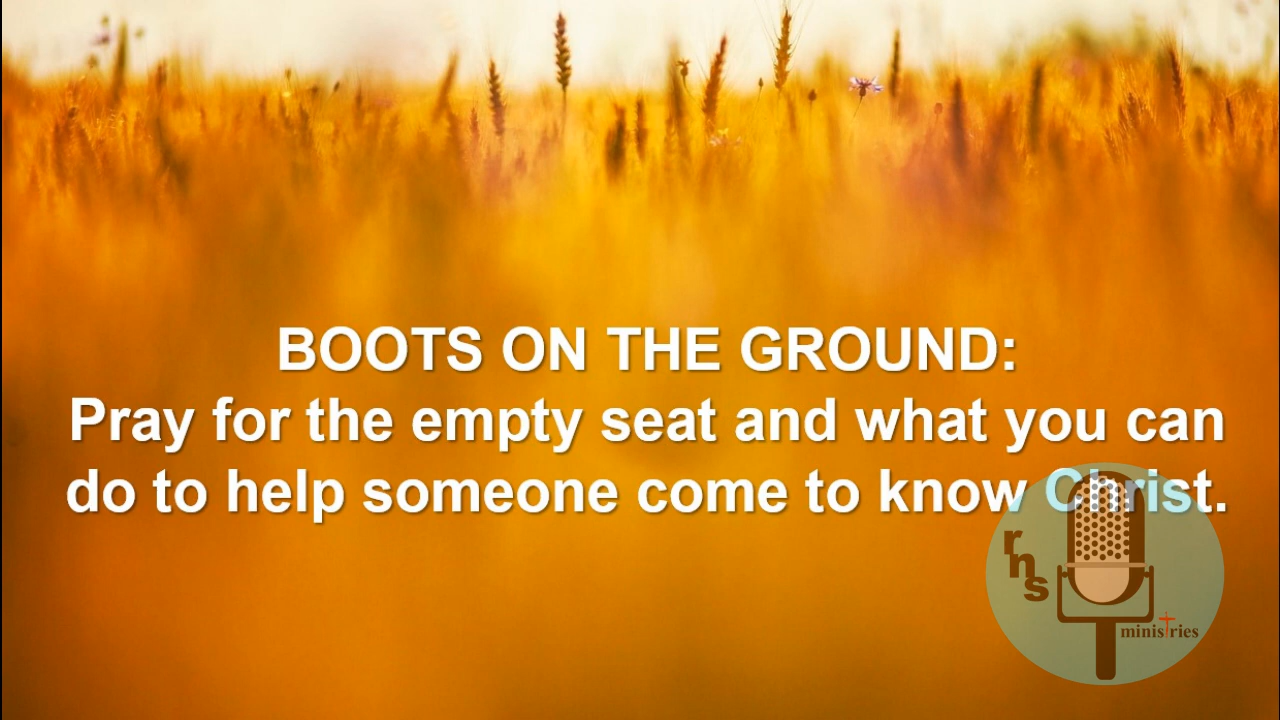 BOOTS ON THE GROUND:
Pray for the empty seat and what you can
do to help someone come to know Christ.
rns
ministries